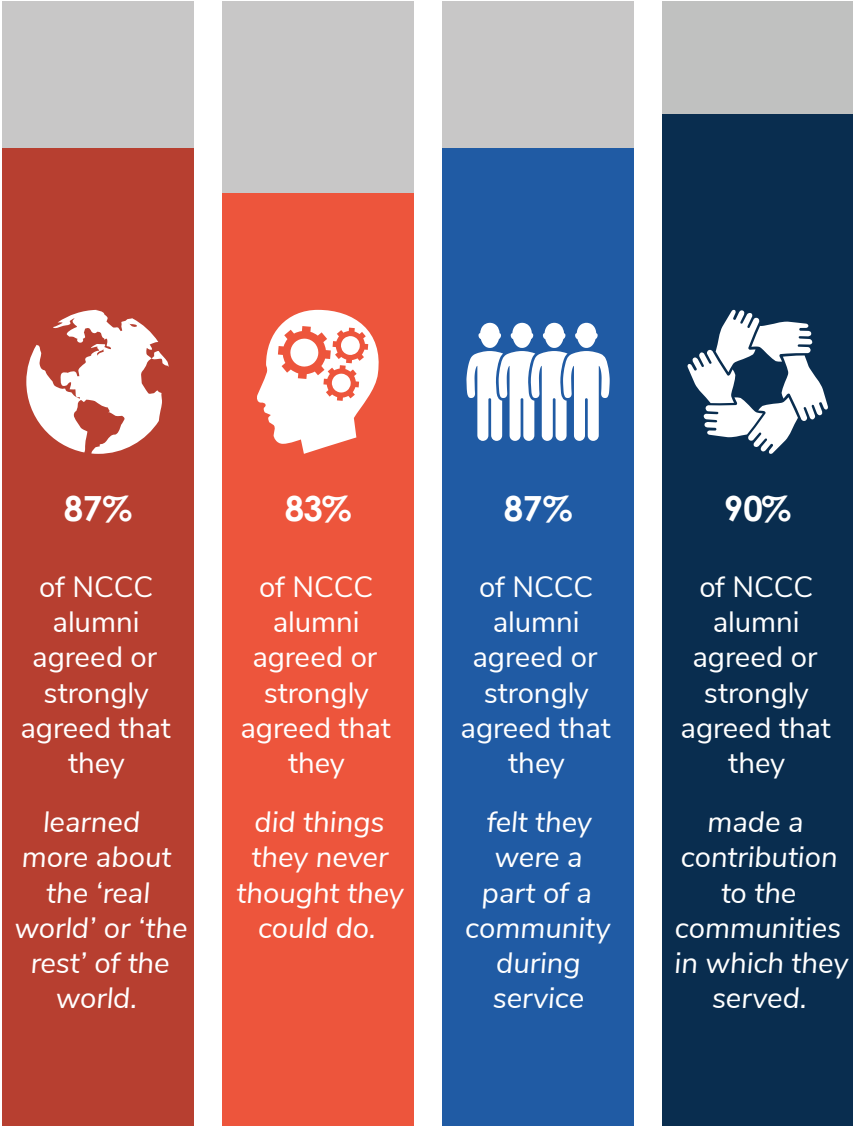 87%
of NCCC
alumni
agreed or
strongly
agreed that
they
learned
more about
the ‘real
world’ or ‘the
rest’ of the
world.
83%
of NCCC
alumni
agreed or
strongly
agreed that
they
did things
they never
thought they
could do.
87%
of NCCC
alumni
agreed or
strongly
agreed that
they
felt they
were a
part of a
community
during
service
90%
of NCCC
alumni
agreed or
strongly
agreed that
they
made a
contribution
to the
communities
in which they
served.